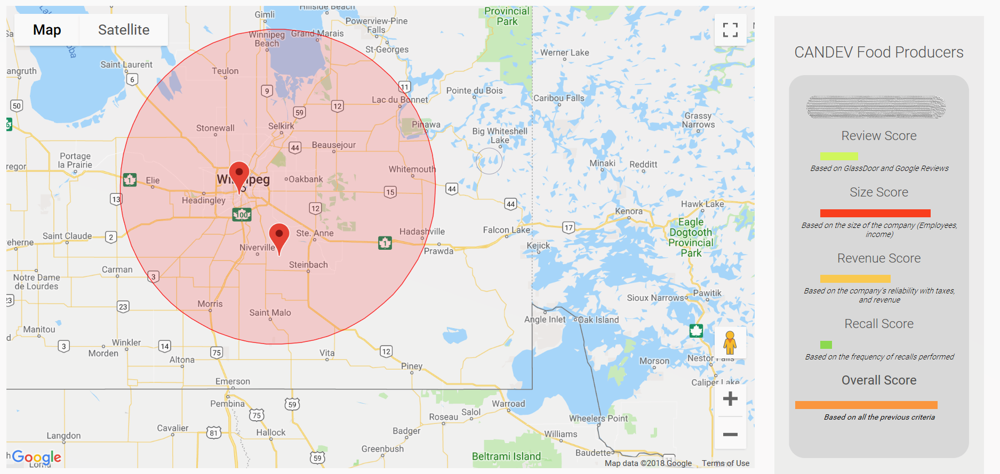 Map
Satellite
Gimli
Hillside Beach
Provincial
Park
Powerview-Pine
Falls
Winnipeg
Beach
Grand Marais
St-Georges
Werner Lake
Saint Laurent
angruth
Teulon
6
11
9
Pointe du Bois
Lac du Bonnet
Caribou Falls
50
12
59
Grassy
Narrows
Stonewall
Selkirk
Pinawa
Big Whiteshell
Lake
44
Beausejour
Portage
la Prairie
regor
Minaki
Redditt
Whitemouth
1
Elie
Winnipeg
Oakbank
15
44
13
Headingley
44
Hawk Lake
12
Kenora
100
Eagle
Dogtooth
Provincial
Park
Saint Claude
2
Ste. Anne
Hadashville
Falcon Lake
17
eherne
Niverville
1
Prawda
Kejick
Steinbach
Carman
3
Notre Dame
de Lourdes
Sioux Narrows
Pawitik
23
23
Morris
Saint Malo
Angle Inlet
Oak Island
Manitou
3
Winkler
14
Morden
75
Vita
12
Altona
Piney
Morson
Nestor Falls
Emerson
Caliper Lake
Pembina
59
75
Warroad
Salol
Roseau
Wheelers Point
Cavalier
81
Hallock
Badger
Williams
Langdon
Greenbush
Baudette
59
Beltrami Island
11
Google
Map data ©2018 Google
Terms of Use
CANDEV Food Producers
Review Score
Based on GlassDoor and Google Reviews
Size Score
Based on the size of the company (Employees,
income)
Revenue Score
Based on the company's reliability with taxes,
and revenue
Recall Score
Based on the frequency of recalls performed
Overall Score
Based on all the previous criteria